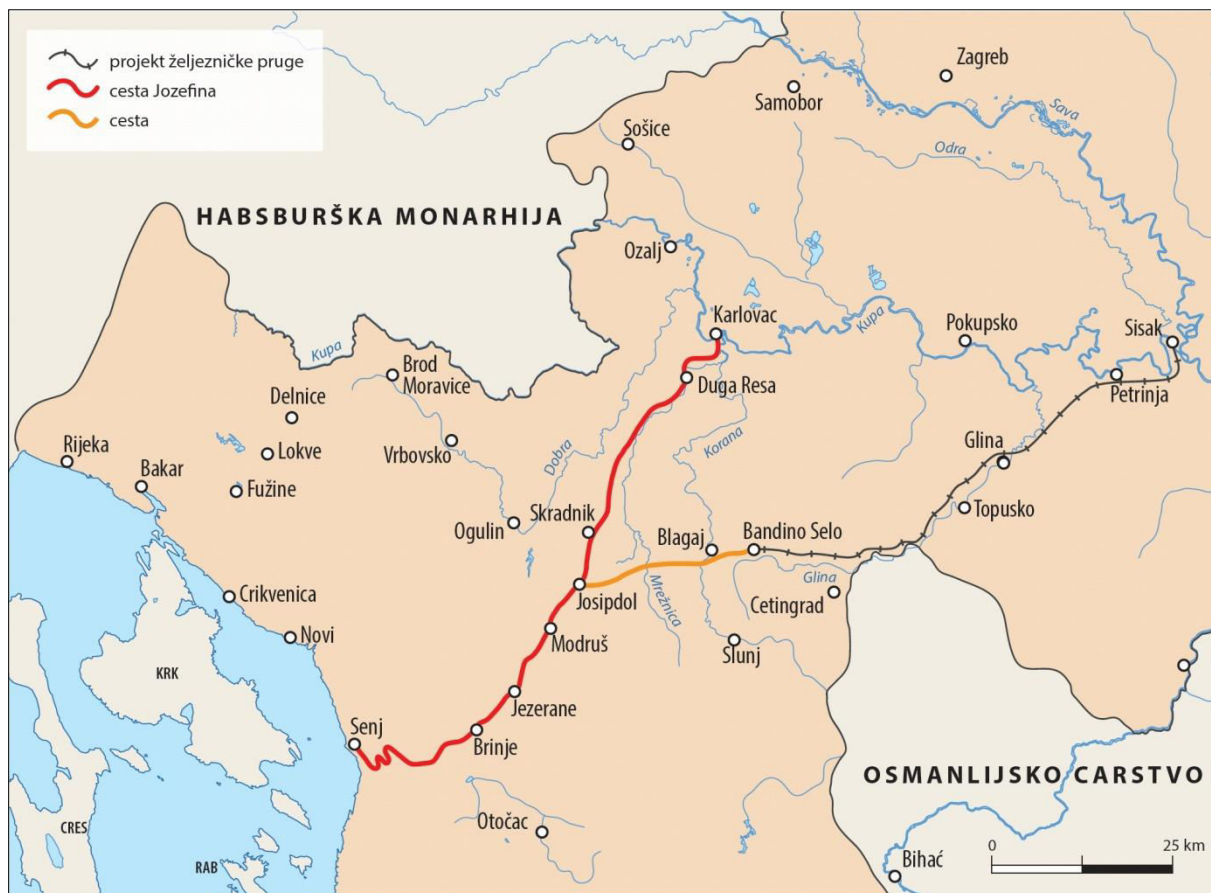 projekt željezničke pruge
cesta Jozefina
cesta
Zagreb
Samobor
Sava
Sošice
Odra
HABSBURŠKA MONARHIJA
Ozalj
Karlovac
Kupa
Pokupsko
Sisak
Kupa
Brod
Moravice
Duga Resa
Petrinja
Delnice
Rijeka
Lokve
Vrbovsko
Dobra
Korana
Glina
Bakar
Fužine
Topusko
Ogulin
Skradnik
Blagaj
Bandino Selo
Glina
Crikvenica
Josipdol
Mrežnica
Cetingrad
Novi
Modruš
Slunj
KRK
Jezerane
Senj
Brinje
OSMANLIJSKO CARSTVO
CRES
Otočac
RAB
Bihać
0
25 km